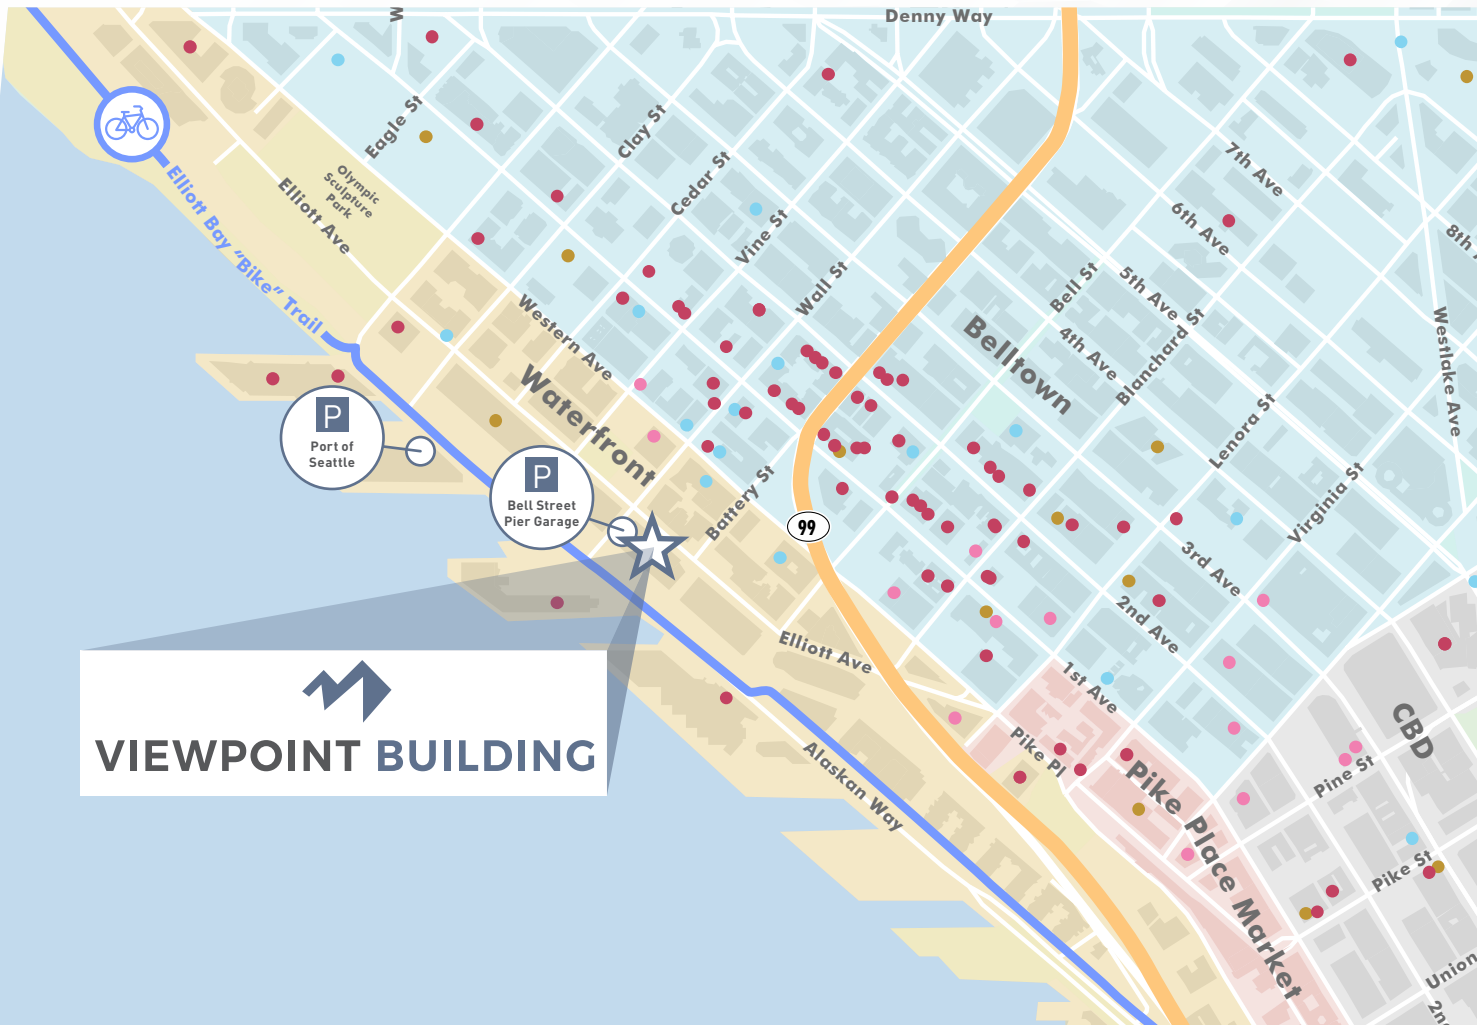 Denny Way
W
Eagle St
Clay St
Cedar St
Vine St
Wall St
7th Ave
6th Ave
8th
5th Ave
Bell St
4th Ave
Blanchard St
Westlake Ave
Olympic
Sculpture
Park
Elliott Ave
Elliott Bay “Bike” Trail
Western Ave
Waterfront
Belltown
Lenora St
Virginia St
Battery St
P
Port of
Seattle
P
Bell Street
Pier Garage
99
3rd Ave
2nd Ave
1st Ave
Elliott Ave
VIEWPOINT BUILDING
Alaskan Way
Pike Pl
Pike Place Market
CBD
Pine St
Pike St
Union
2n